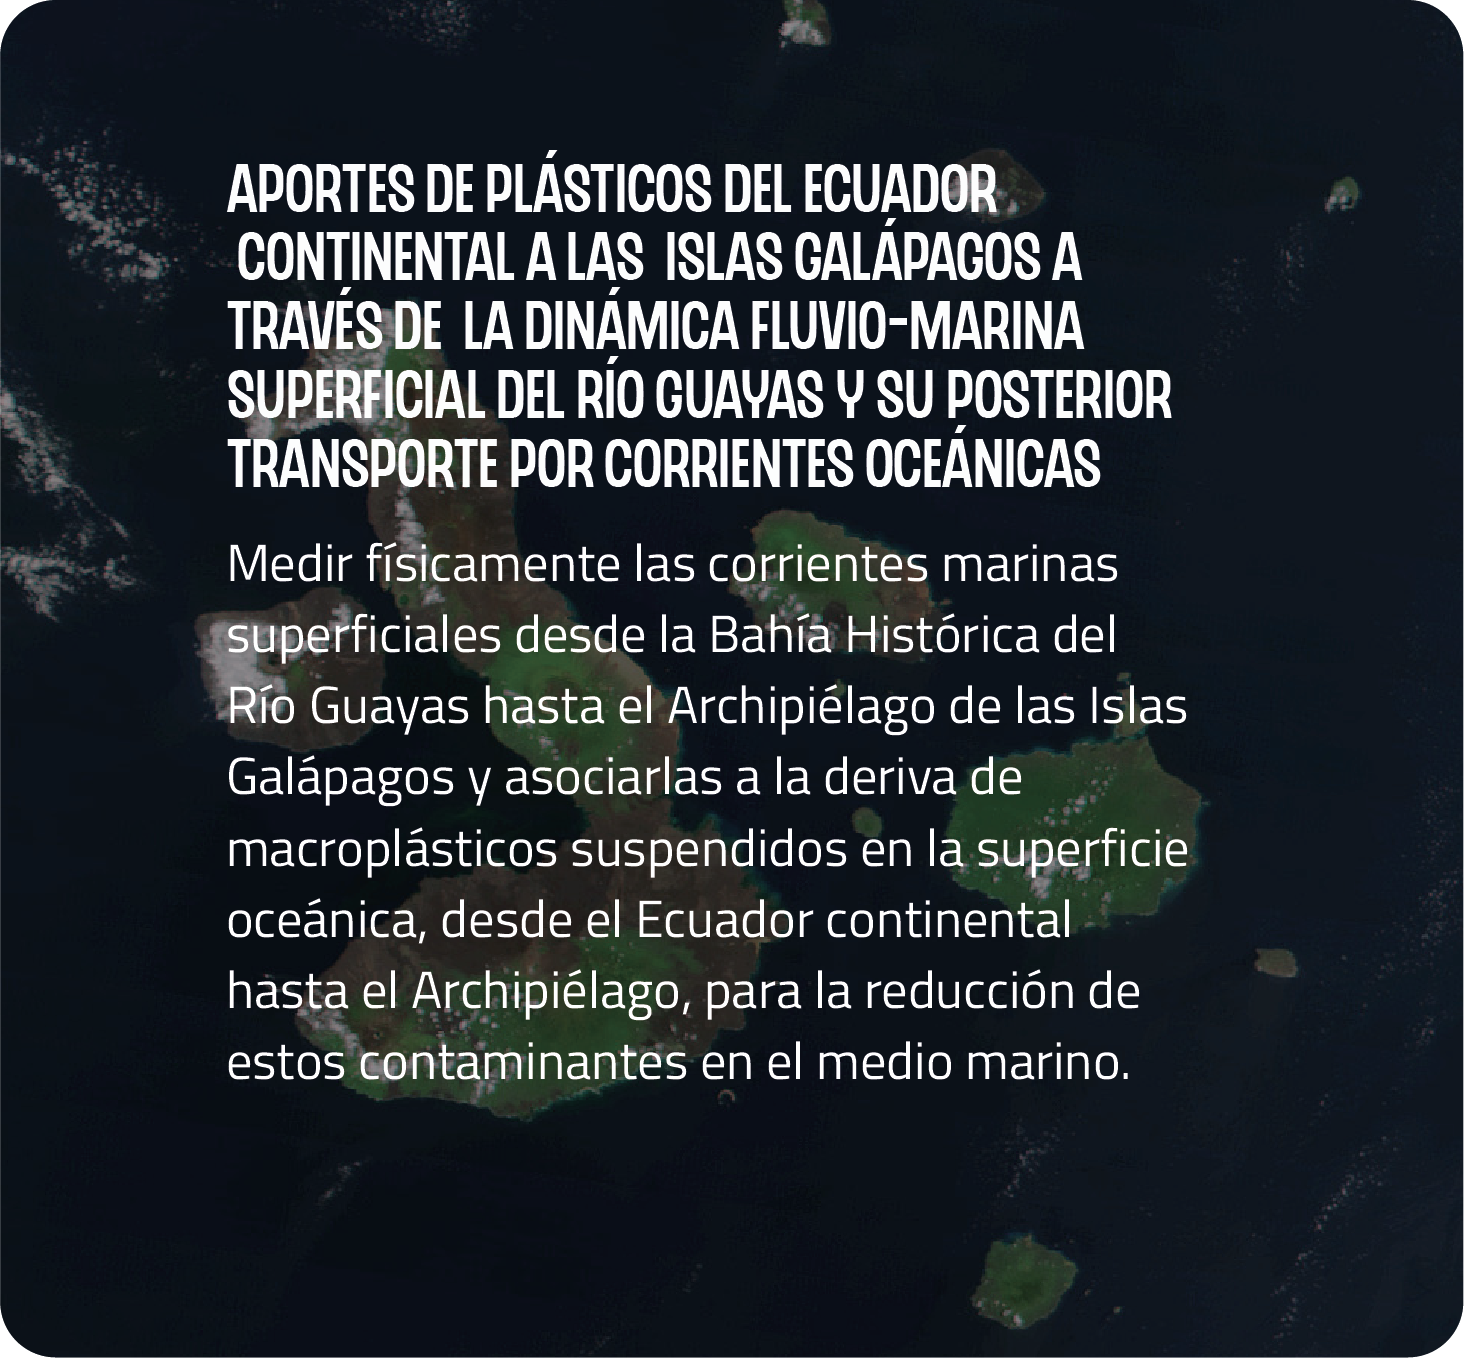 APORTES DE PLÁSTICOS DEL ECUADOR
CONTINENTAL A LAS ISLAS GALÁPAGOS A
TRAVÉS DE LA DINÁMICA FLUVIO-MARINA
SUPERFICIAL DEL RÍO GUAYAS Y SU POSTERIOR
TRANSPORTE POR CORRIENTES OCEÁNICAS
Medir físicamente las corrientes marinas
superficiales desde la Bahía Histórica del
Río Guayas hasta el Archipiélago de las Islas
Galápagos y asociarlas a la deriva de
macroplásticos suspendidos en la superficie
oceánica, desde el Ecuador continental
hasta el Archipiélago, para la reducción de
estos contaminantes en el medio marino.